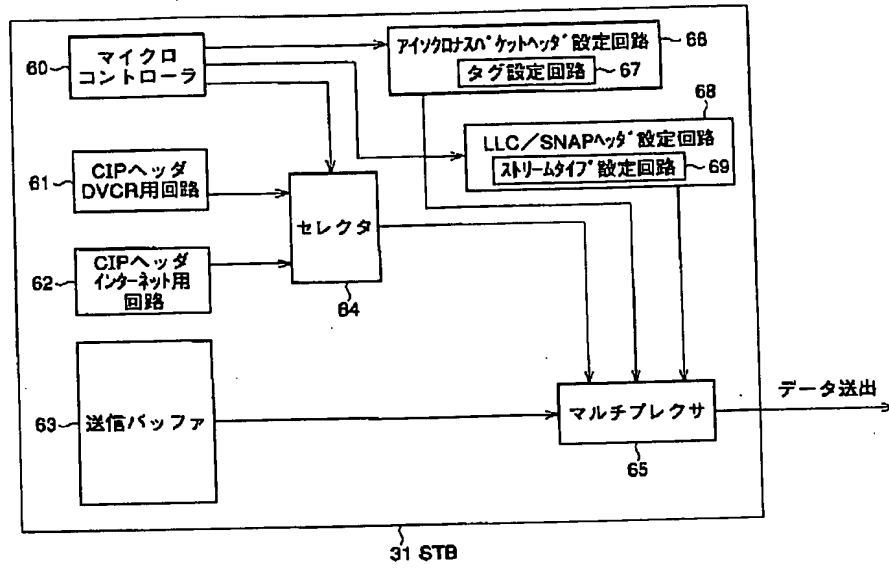 60
マイクロ
コントローラ
アイソクロナスパケットヘッダ設定回路
66
タグ設定回路
67
68
LLC/SNAPヘッダ設定回路
ストリームタイプ設定回路
69
61
CIPヘッダ
DVCR用回路
セレクタ
64
62
CIPヘッダ
インターネット用
回路
63
送信バッファ
マルチプレクサ
65
データ送出
31 STB